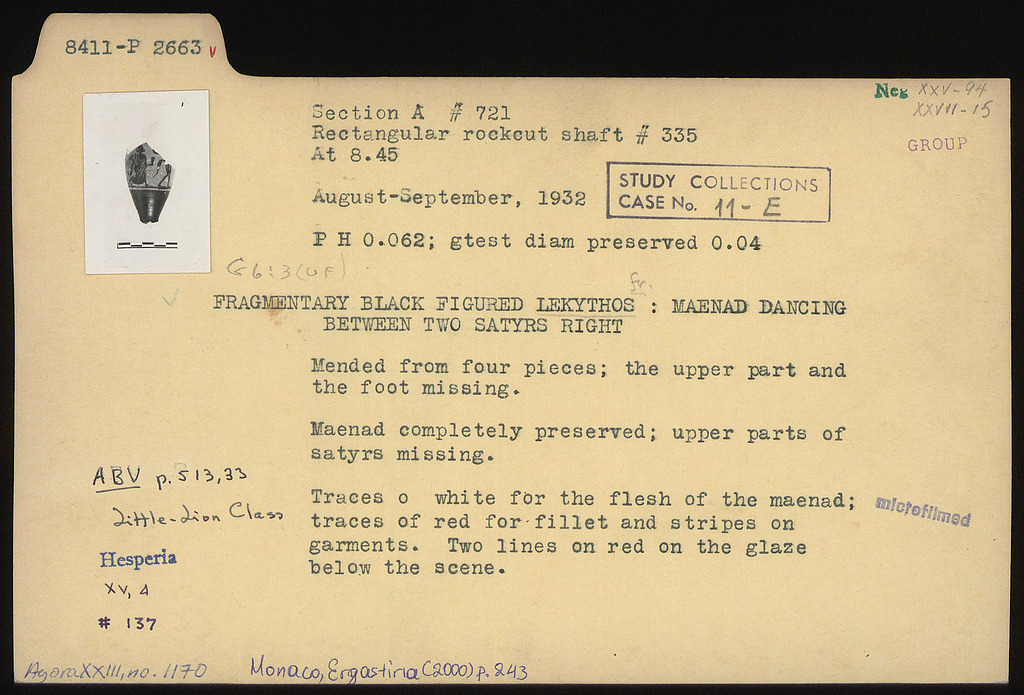 8411-P 2663 v
Neg XXV-94
XXVII-15
GROUP
Section A # 721
Rectangular rockcut shaft # 335
At 8.45
August-September, 1932
STUDY COLLECTIONS
CASE No. 11-E
P H 0.062; gtest diam preserved 0.04
G 6:3 (U F)
fr.
FRAGMENTARY BLACK FIGURED LEKYTHOS : MAENAD DANCING
BETWEEN TWO SATYRS RIGHT
Mended from four pieces; the upper part and
the foot missing.
Maenad completely preserved; upper parts of
satyrs missing.
Traces o white for the flesh of the maenad;
traces of red for fillet and stripes on
garments. Two lines on red on the glaze
below the scene.
microfilmed
ABV p. 513,33
Little-Lion Class
Hesperia
XV, 4
# 137
Agora XXIII, no. 1170
Monaco, Ergastiria (2000) p. 243